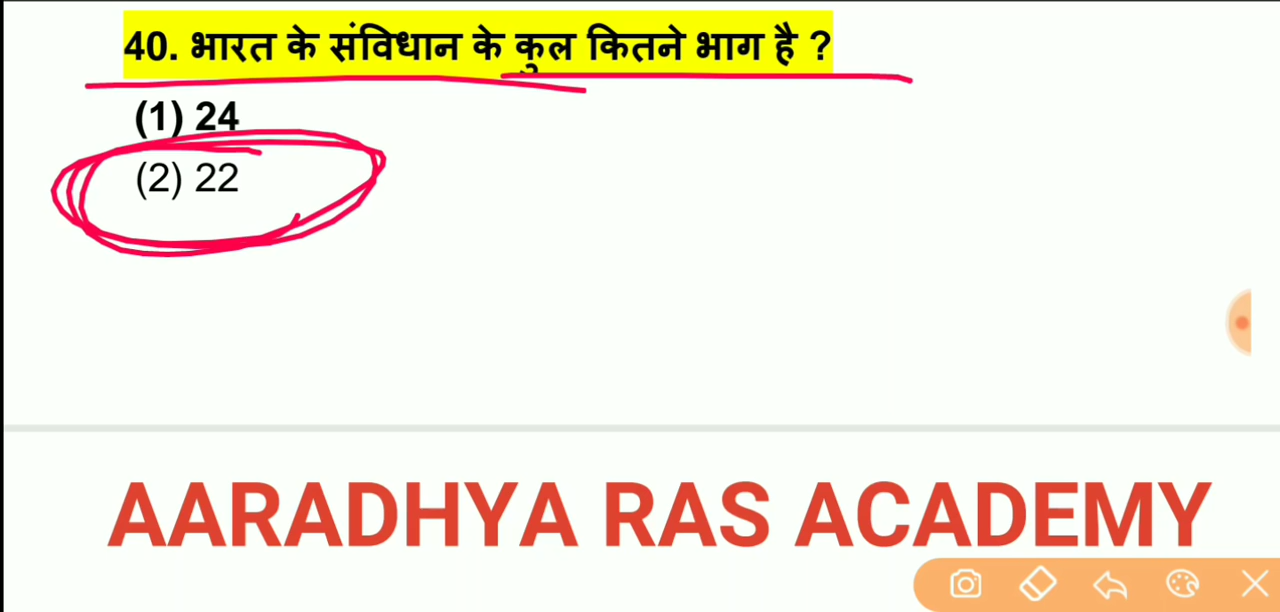 40. भारत के संविधान के कुल कितने भाग है ?
(1) 24
(2) 22
AARADHYA RAS ACADEMY